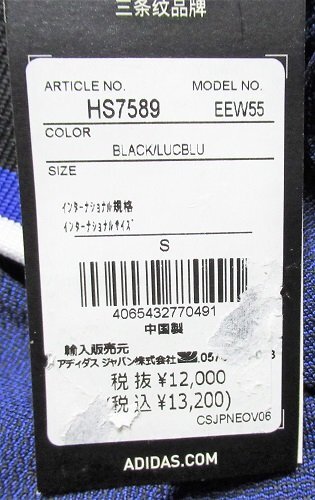 三条纹品牌
ARTICLE NO. MODEL NO.
HS7589 EEW55
COLOR
BLACK/LUCBLU
SIZE
インターナショナル規格
インターナショナルサイズ
S
4065432770491
中国製
輸入販売元
アディダス ジャパン株式会社
税抜¥12,000
(税込¥13,200)
CSJPNEOV06
ADIDAS.COM